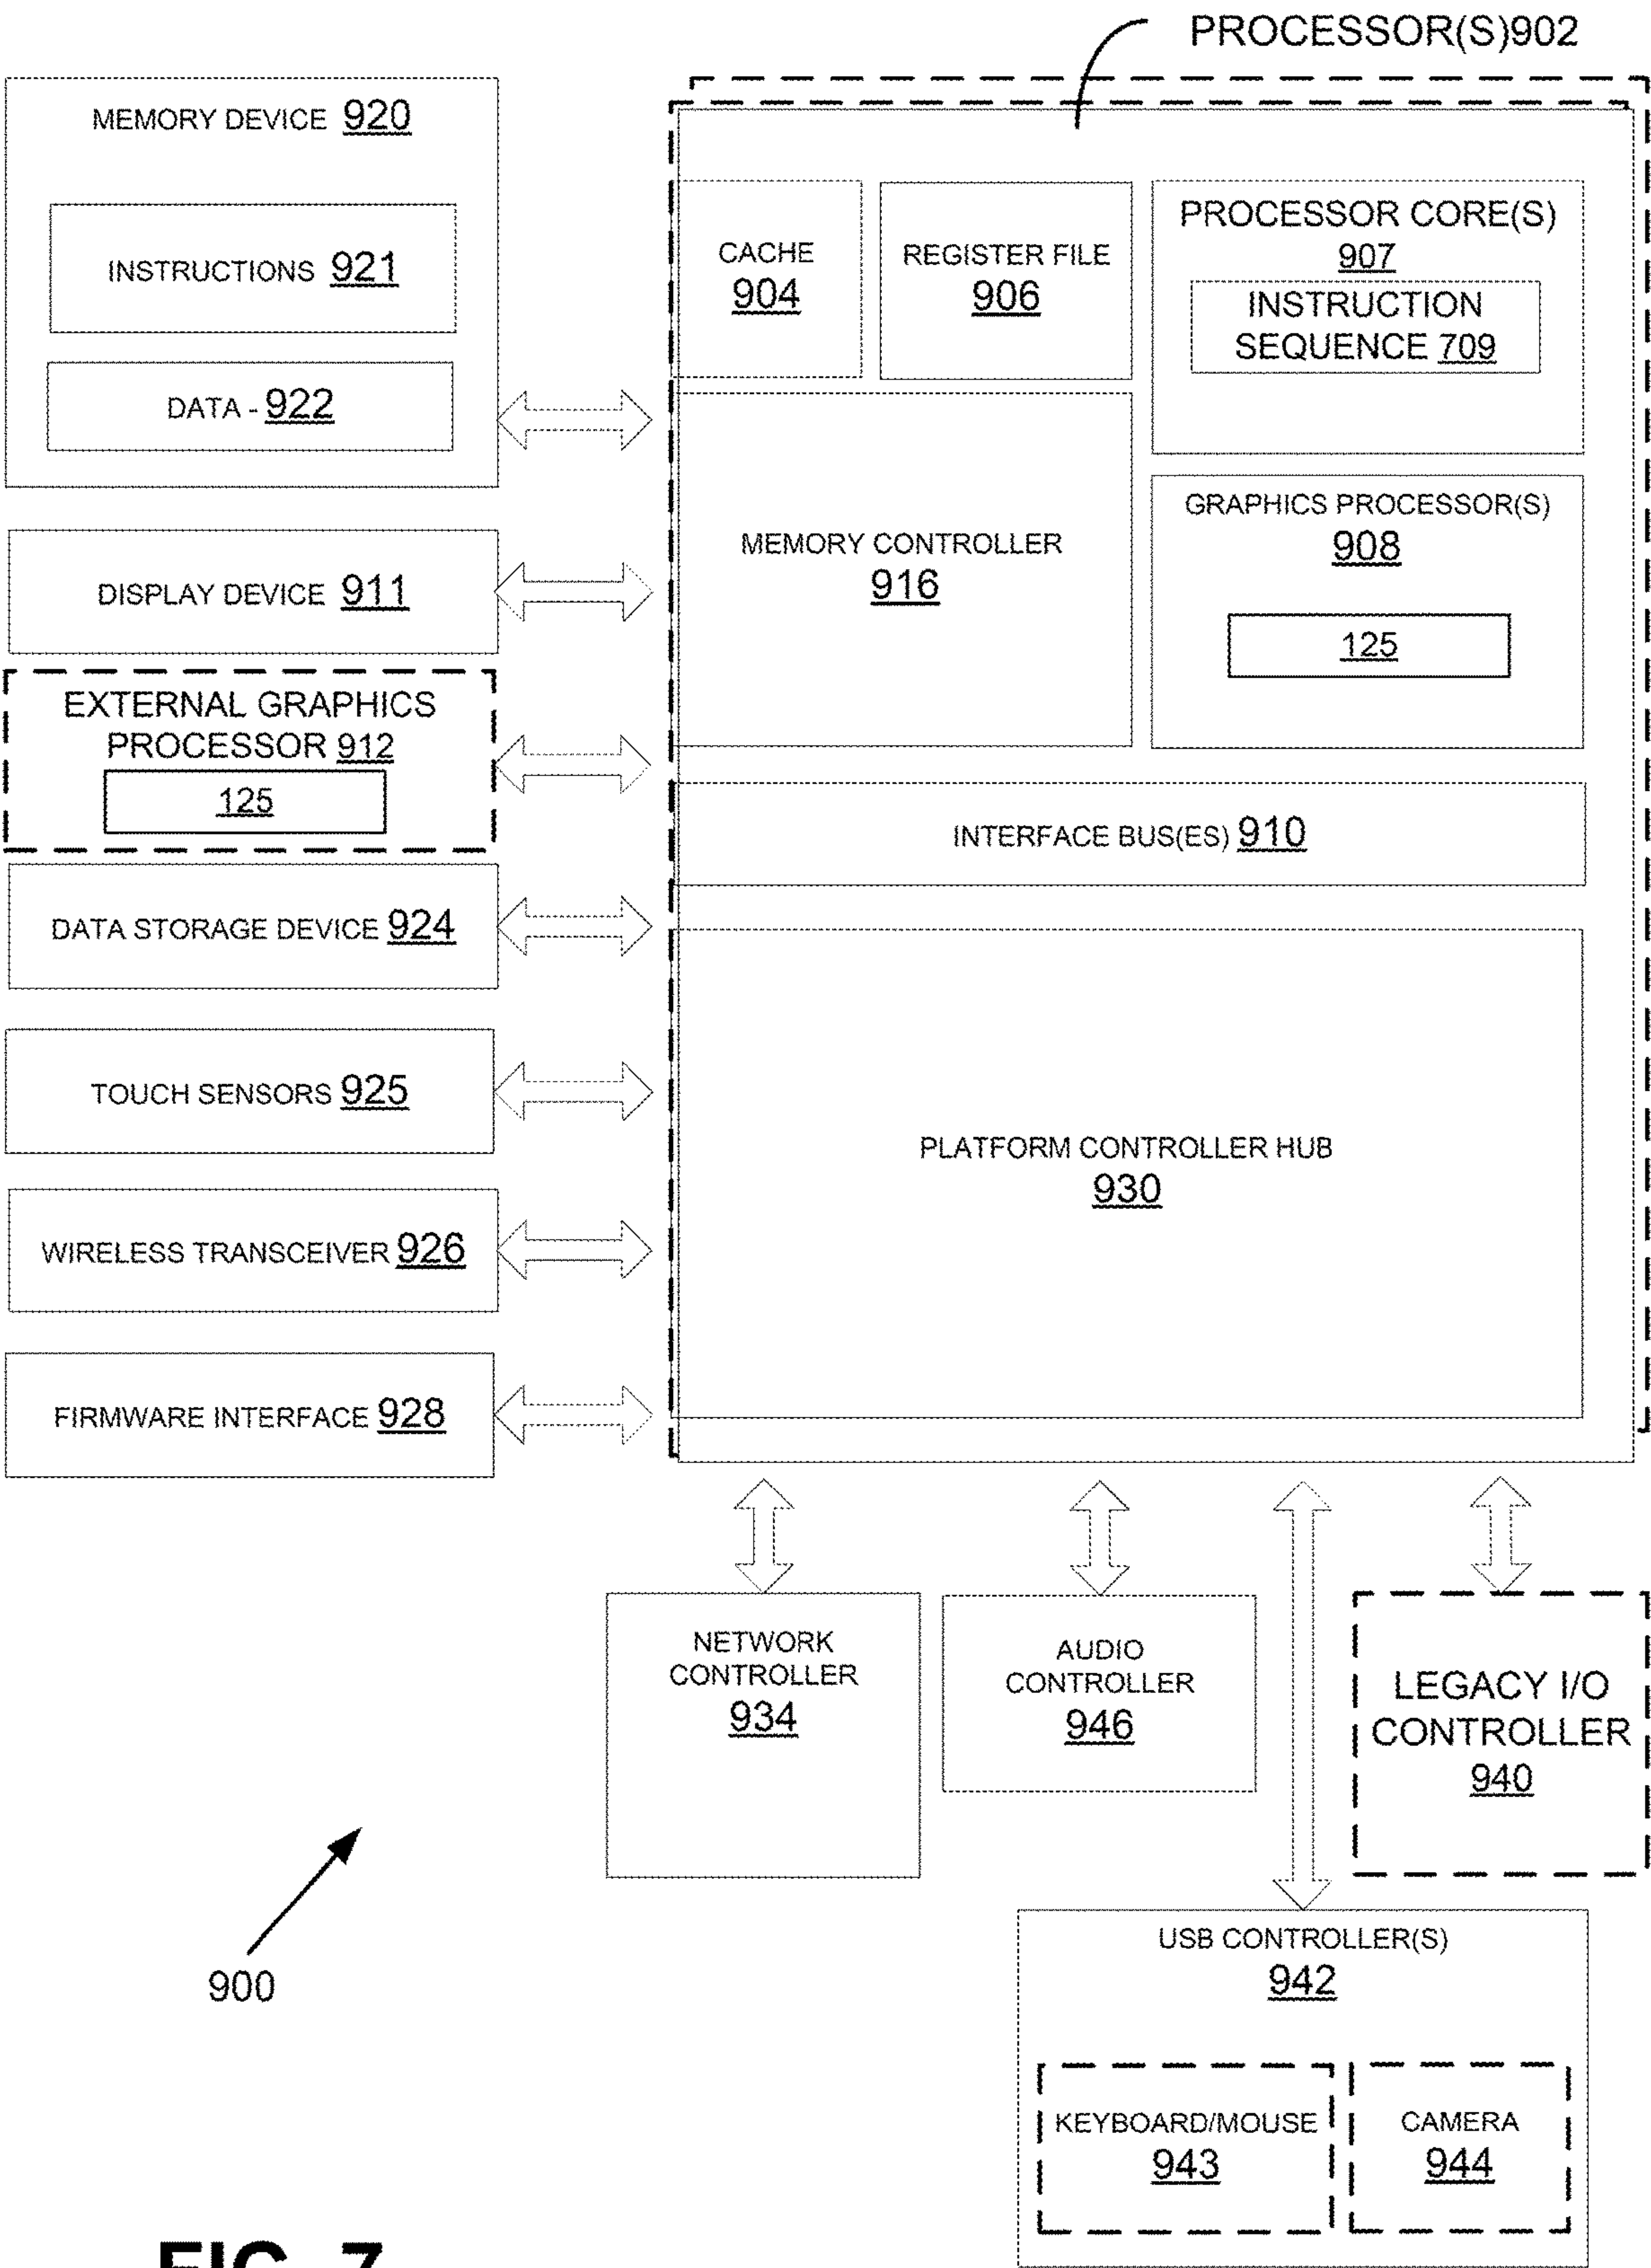 PROCESSOR(S)902
MEMORY DEVICE 920
INSTRUCTIONS 921
DATA - 922
DISPLAY DEVICE 911
EXTERNAL GRAPHICS
PROCESSOR 912
125
DATA STORAGE DEVICE 924
TOUCH SENSORS 925
WIRELESS TRANSCEIVER 926
FIRMWARE INTERFACE 928
CACHE
904
REGISTER FILE
906
PROCESSOR CORE(S)
907
INSTRUCTION
SEQUENCE 709
MEMORY CONTROLLER
916
GRAPHICS PROCESSOR(S)
908
125
INTERFACE BUS(ES) 910
PLATFORM CONTROLLER HUB
930
NETWORK
CONTROLLER
934
AUDIO
CONTROLLER
946
LEGACY I/O
CONTROLLER
940
USB CONTROLLER(S)
942
KEYBOARD/MOUSE
943
CAMERA
944
900
FIG. 7